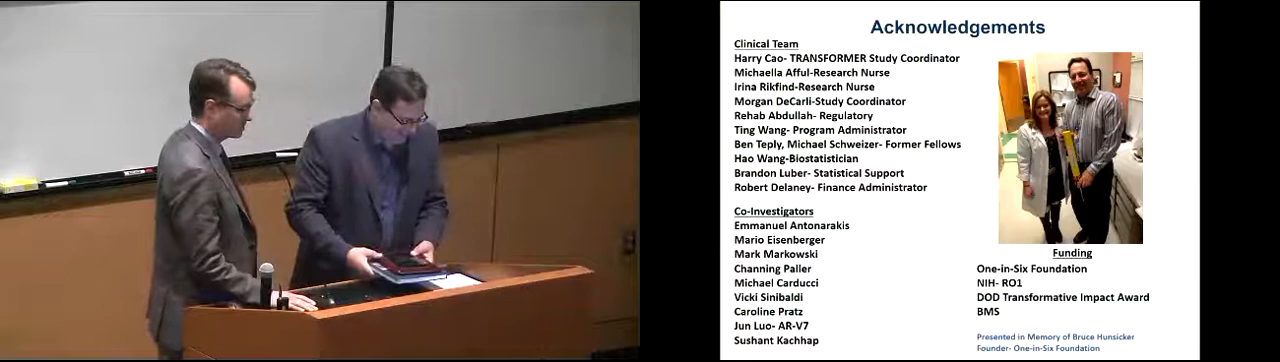 Acknowledgements
Clinical Team
Harry Cao- TRANSFORMER Study Coordinator
Michaella Afful-Research Nurse
Irina Rikfind-Research Nurse
Morgan DeCarli-Study Coordinator
Rehab Abdullah- Regulatory
Ting Wang- Program Administrator
Ben Teply, Michael Schweizer- Former Fellows
Hao Wang-Biostatistician
Brandon Luber- Statistical Support
Robert Delaney- Finance Administrator
Co-Investigators
Emmanuel Antonarakis
Mario Eisenberger
Mark Markowski
Channing Paller
Michael Carducci
Vicki Sinibaldi
Caroline Pratz
Jun Luo- AR-V7
Sushant Kachhap
Funding
One-in-Six Foundation
NIH- RO1
DOD Transformative Impact Award
BMS
Presented in Memory of Bruce Hunsicker
Founder- One-in-Six Foundation